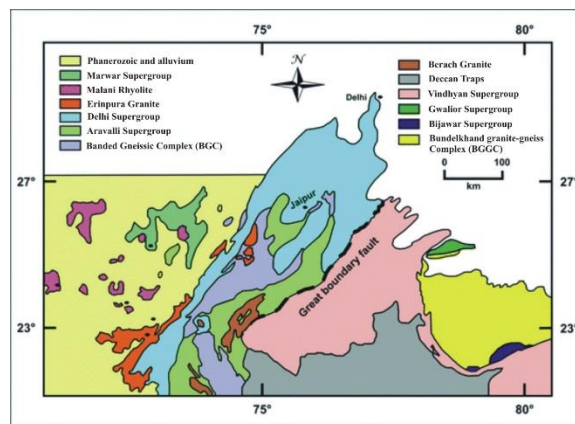 75°
80°
Phanerozoic and alluvium
Marwar Supergroup
Malani Rhyolite
Erinpura Granite
Delhi Supergroup
Aravalli Supergroup
Banded Gneissic Complex (BGC)
N
Delhi
Berach Granite
Deccan Traps
Vindhyan Supergroup
Gwalior Supergroup
Bijawar Supergroup
Bundelkhand granite-gneiss
Complex (BGGC)
0 100
km
27°
27°
Jaipur
Great boundary fault
23°
23°
75°
80°